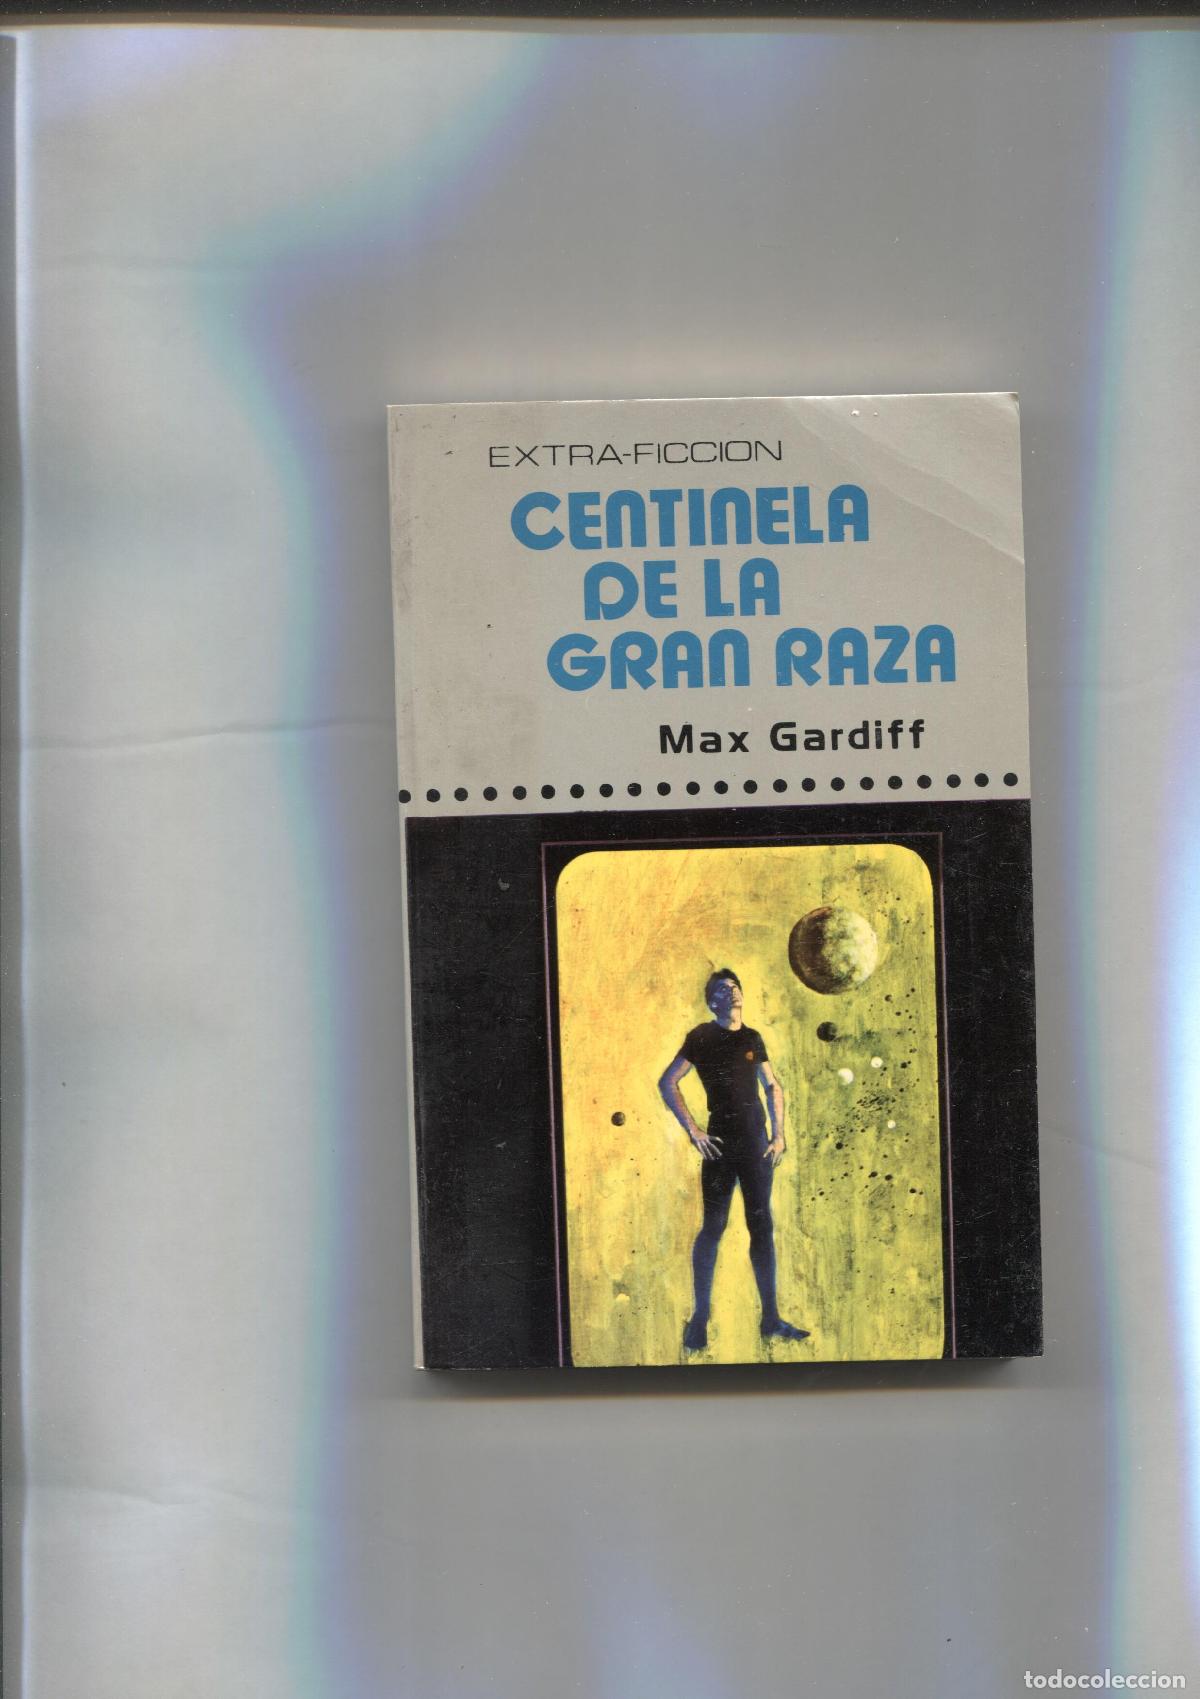 EXTRA-FICCION
CENTINELA
DE LA
GRAN RAZA
Max Gardiff
todocoleccion